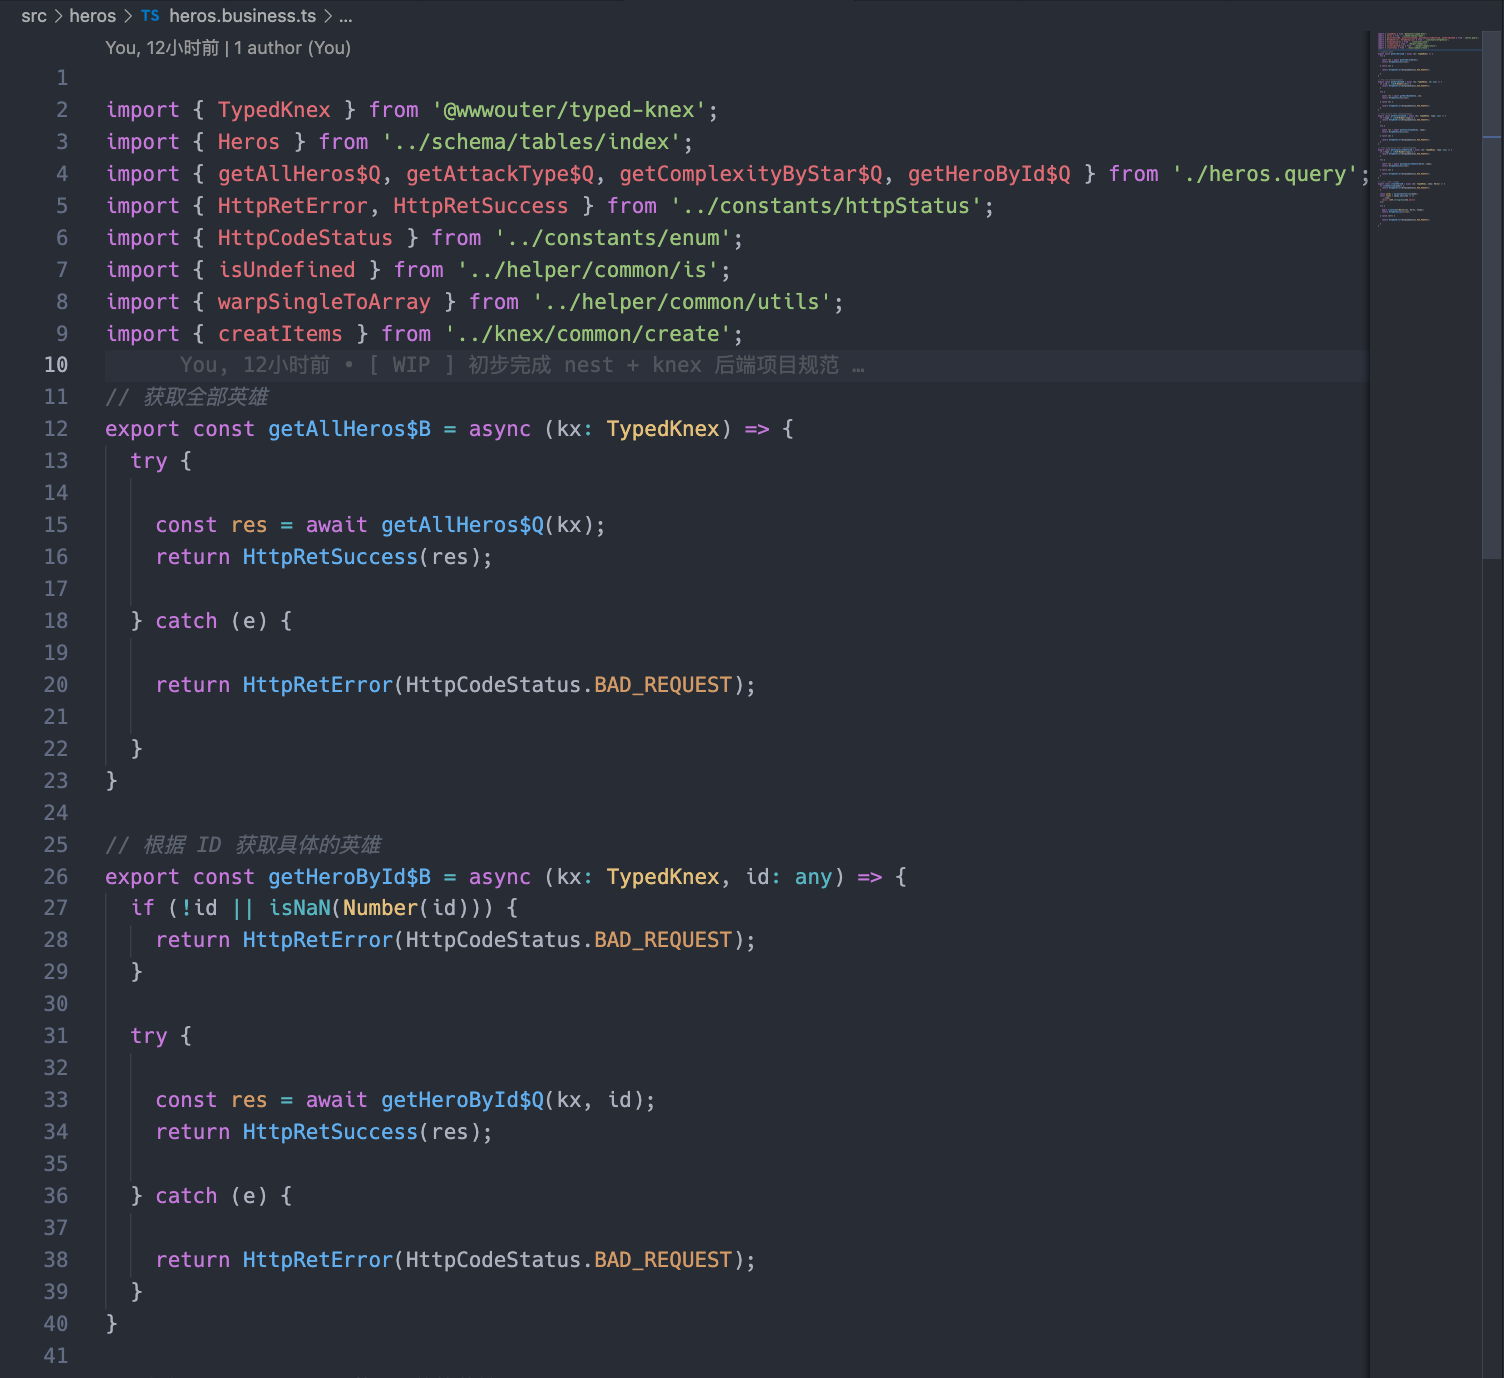 src > heros > TS heros.business.ts > ...
You, 12小时前 | 1 author (You)
1
2 import { TypedKnex } from '@wwwouter/typed-knex';
3 import { Heros } from '../schema/tables/index';
4 import { getAllHeros$Q, getAttackType$Q, getComplexityByStar$Q, getHeroById$Q } from './heros.query';
5 import { HttpRetError, HttpRetSuccess } from '../constants/httpStatus';
6 import { HttpCodeStatus } from '../constants/enum';
7 import { isUndefined } from '../helper/common/is';
8 import { warpSingleToArray } from '../helper/common/utils';
9 import { creatItems } from '../knex/common/create';
10 You, 12小时前 • [ WIP ] 初步完成 nest + knex 后端项目规范 …
11 // 获取全部英雄
12 export const getAllHeros$B = async (kx: TypedKnex) => {
13 try {
14
15 const res = await getAllHeros$Q(kx);
16 return HttpRetSuccess(res);
17
18 } catch (e) {
19
20 return HttpRetError(HttpCodeStatus.BAD_REQUEST);
21
22 }
23 }
24
25 // 根据 ID 获取具体的英雄
26 export const getHeroById$B = async (kx: TypedKnex, id: any) => {
27 if (!id || isNaN(Number(id))) {
28 return HttpRetError(HttpCodeStatus.BAD_REQUEST);
29 }
30
31 try {
32
33 const res = await getHeroById$Q(kx, id);
34 return HttpRetSuccess(res);
35
36 } catch (e) {
37
38 return HttpRetError(HttpCodeStatus.BAD_REQUEST);
39 }
40 }
41